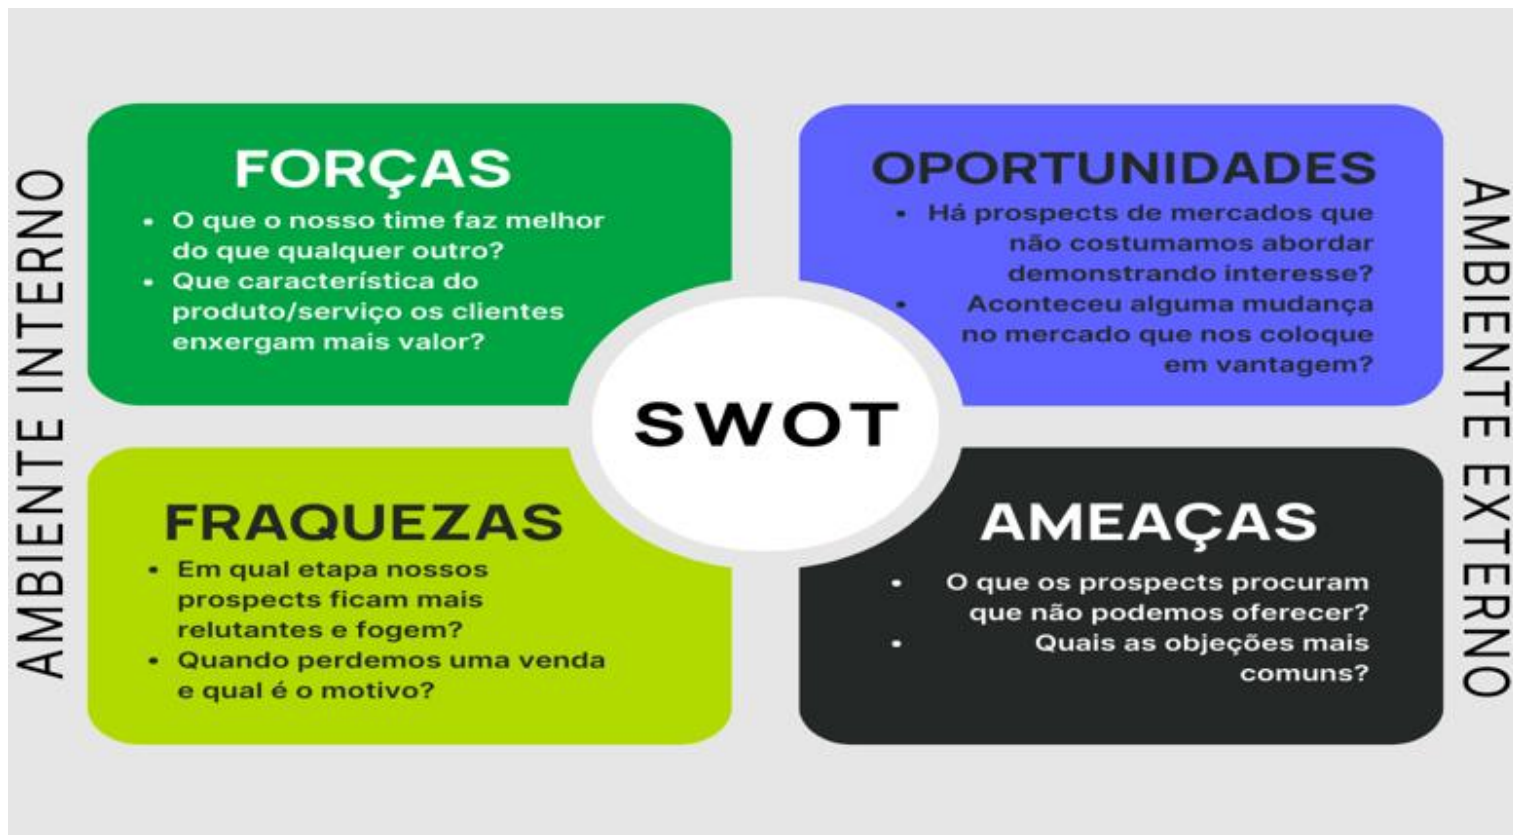 AMBIENTE INTERNO
FORÇAS
• O que o nosso time faz melhor
do que qualquer outro?
• Que característica do
produto/serviço os clientes
enxergam mais valor?
OPORTUNIDADES
• Há prospects de mercados que
não costumamos abordar
demonstrando interesse?
• Aconteceu alguma mudança
no mercado que nos coloque
em vantagem?
SWOT
FRAQUEZAS
• Em qual etapa nossos
prospects ficam mais
relutantes e fogem?
• Quando perdemos uma venda
e qual é o motivo?
AMEAÇAS
• O que os prospects procuram
que não podemos oferecer?
• Quais as objeções mais
comuns?
AMBIENTE EXTERNO